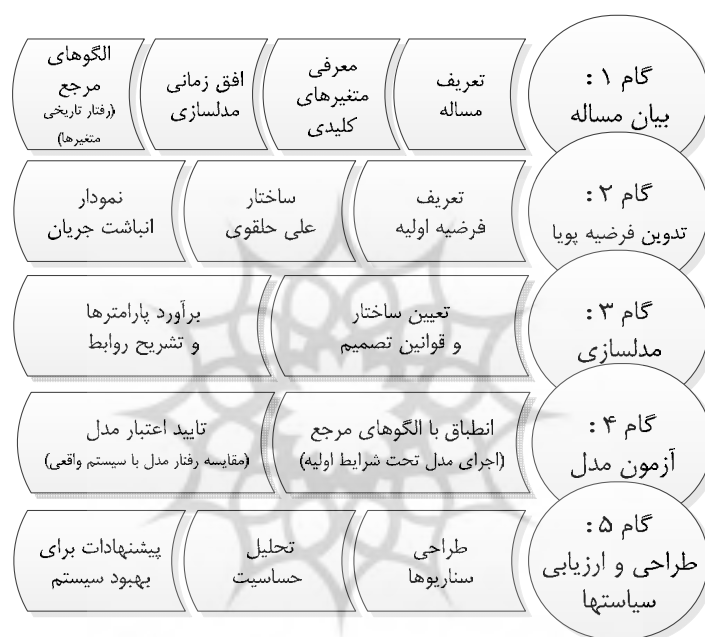 گام ۱ :
بیان مساله
تعریف
مساله
معرفی
متغیرهای
کلیدی
افق زمانی
مدلسازی
الگوهای
مرجع
(رفتار تاریخی
متغیرها)
گام ۲ :
تدوین فرضیه پویا
تعریف
فرضیه اولیه
ساختار
علی حلقوی
نمودار
انباشت جریان
گام ۳ :
مدلسازی
تعیین ساختار
و قوانین تصمیم
برآورد پارامترها
و تشریح روابط
گام ۴ :
آزمون مدل
انطباق با الگوهای مرجع
(اجرای مدل تحت شرایط اولیه)
تایید اعتبار مدل
(مقایسه رفتار مدل با سیستم واقعی)
گام ۵ :
طراحی و ارزیابی
سیاستها
طراحی
سناریوها
تحلیل
حساسیت
پیشنهادات برای
بهبود سیستم